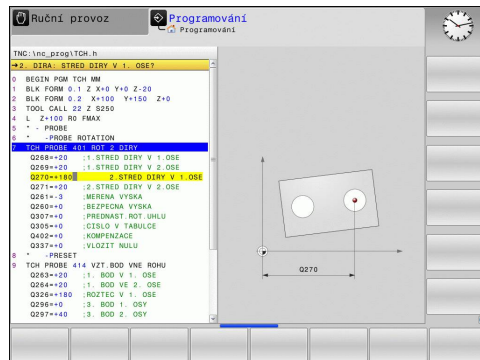 Ruční provoz
Programování
Programování
TNC:\nc_prog\TCH.h
→2. DIRA: STRED DIRY V 1. OSE?
0 BEGIN PGM TCH MM
1 BLK FORM 0.1 Z X+0 Y+0 Z-20
2 BLK FORM 0.2 X+100 Y+150 Z+0
3 TOOL CALL 22 Z S250
4 L Z+100 R0 FMAX
5 * - PROBE
6 * -PROBE ROTATION
7 TCH PROBE 401 ROT 2 DIRY
Q268=+20 ;1.STRED DIRY V 1.OSE
Q269=+20 ;1.STRED DIRY V 2.OSE
Q270=+180 2.STRED DIRY V 1.OSE
Q271=+20 ;2.STRED DIRY V 2.OSE
Q261=-3 ;MERENA VYSKA
Q260=+0 ;BEZPECNA VYSKA
Q307=+0 ;PREDNAST.ROT.UHLU
Q305=+0 ;CISLO V TABULCE
Q402=+0 ;KOMPENZACE
Q337=+0 ;VLOZIT NULU
8 * -PRESET
9 TCH PROBE 414 VZT.BOD VNE ROHU
Q263=+20 ;1. BOD V 1. OSE
Q264=+20 ;1. BOD VE 2. OSE
Q326=+180 ;ROZTEC V 1. OSE
Q296=+0 ;3. BOD 1. OSY
Q297=+40 ;3. BOD 2. OSY
Q270